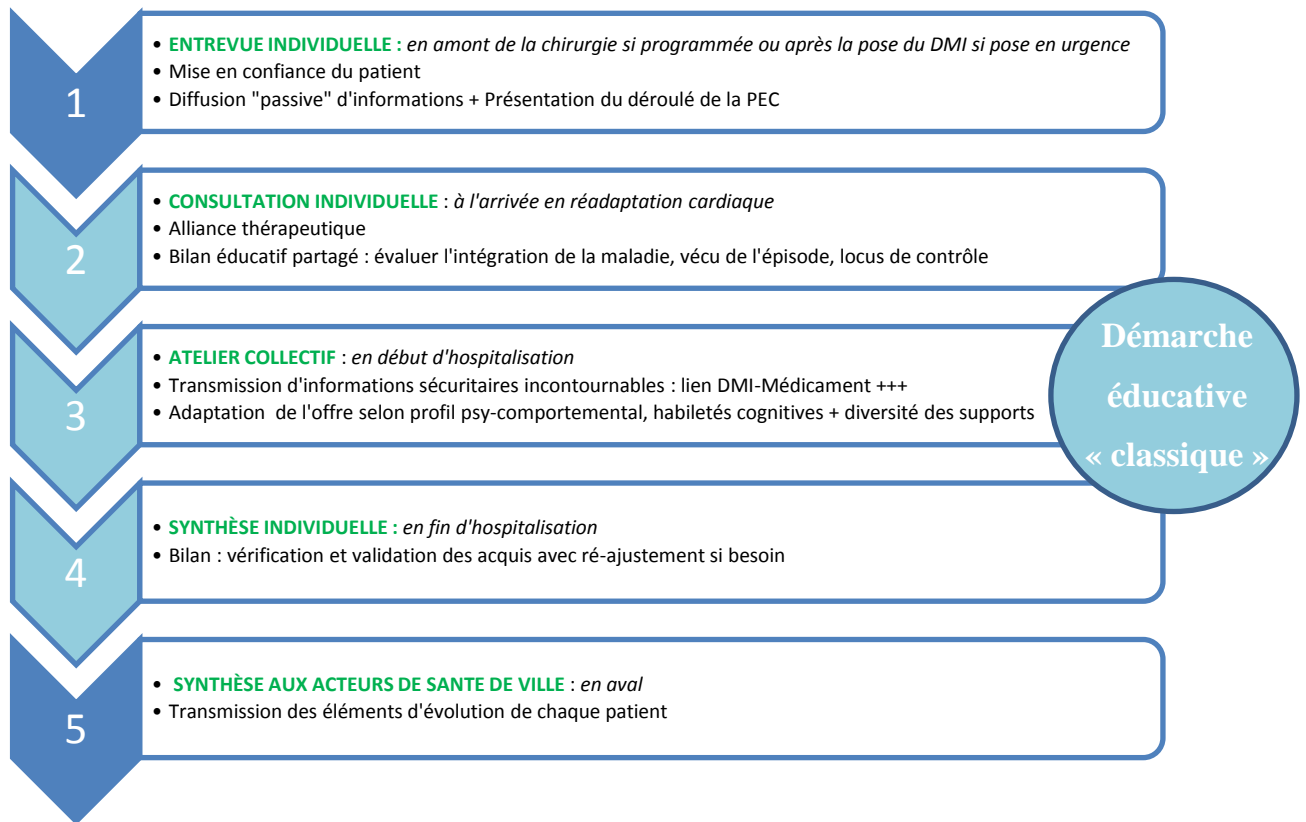 1
• ENTREVUE INDIVIDUELLE : en amont de la chirurgie si programmée ou après la pose du DMI si pose en urgence
• Mise en confiance du patient
• Diffusion "passive" d'informations + Présentation du déroulé de la PEC
2
• CONSULTATION INDIVIDUELLE : à l'arrivée en réadaptation cardiaque
• Alliance thérapeutique
• Bilan éducatif partagé : évaluer l'intégration de la maladie, vécu de l'épisode, locus de contrôle
3
• ATELIER COLLECTIF : en début d'hospitalisation
• Transmission d'informations sécuritaires incontournables : lien DMI-Médicament +++
• Adaptation de l'offre selon profil psy-comportemental, habiletés cognitives + diversité des supports
Démarche
éducative
« classique »
4
• SYNTHÈSE INDIVIDUELLE : en fin d'hospitalisation
• Bilan : vérification et validation des acquis avec ré-ajustement si besoin
5
• SYNTHÈSE AUX ACTEURS DE SANTE DE VILLE : en aval
• Transmission des éléments d'évolution de chaque patient